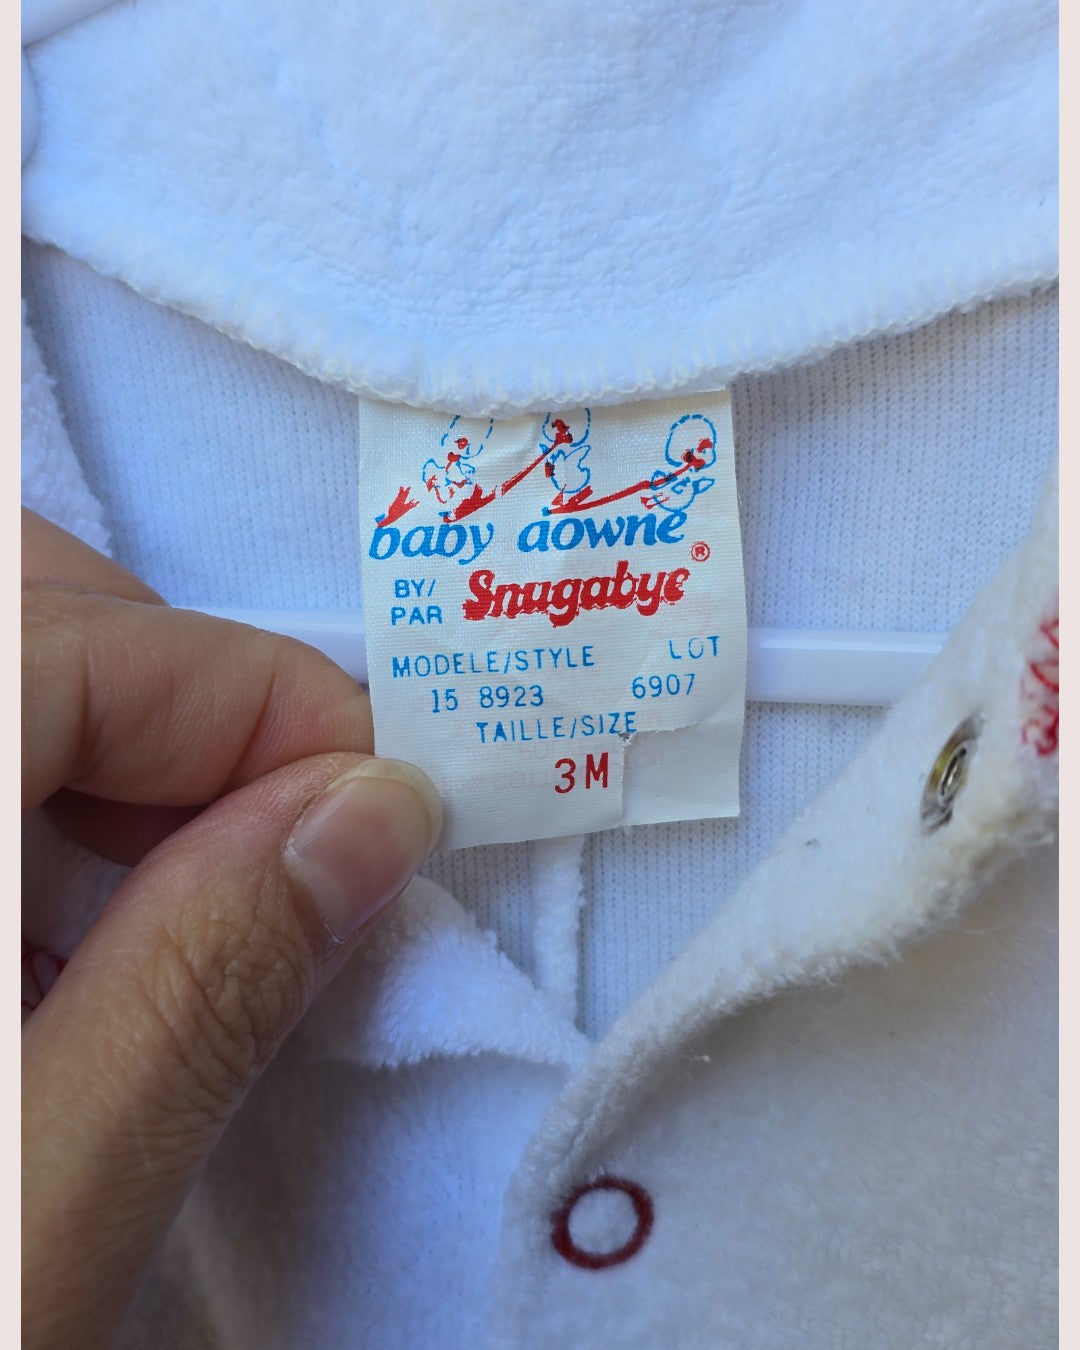 baby downe
BY/ Snugabye®
PAR
MODELE/STYLE LOT
15 8923 6907
TAILLE/SIZE
3M